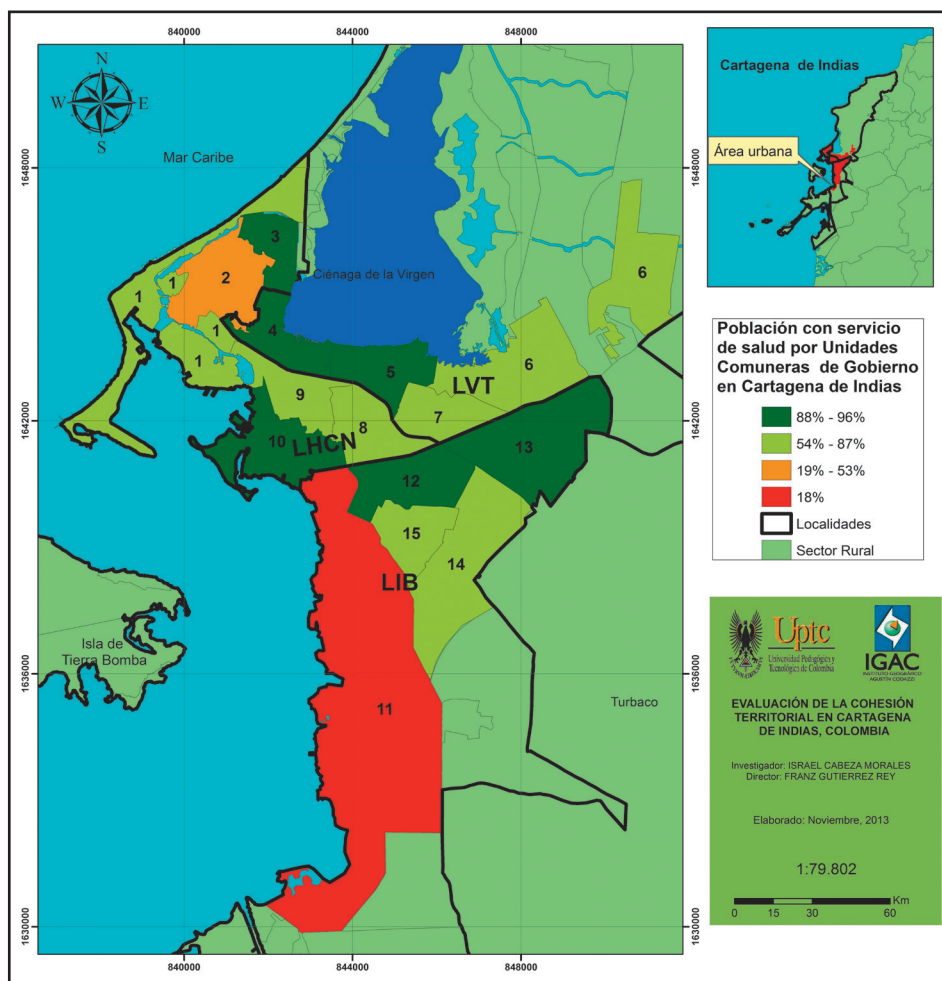 840000
844000
848000
N
W
E
S
Mar Caribe
1648000
1648000
3
2
1
1
Ciénaga de la Virgen
6
1
4
1
6
5
LVT
9
7
1642000
1642000
8
10
LHCN
13
12
15
14
LIB
Isla de
Tierra Bomba
1636000
1636000
11
Turbaco
1630000
1630000
840000
844000
848000
Cartagena de Indias
Área urbana
Población con servicio
de salud por Unidades
Comuneras de Gobierno
en Cartagena de Indias
88% - 96%
54% - 87%
19% - 53%
18%
Localidades
Sector Rural
Uptc
Universidad Pedagógica y
Tecnológica de Colombia
IGAC
INSTITUTO GEOGRÁFICO
AGUSTÍN CODAZZI
EVALUACIÓN DE LA COHESIÓN
TERRITORIAL EN CARTAGENA
DE INDIAS, COLOMBIA
Investigador: ISRAEL CABEZA MORALES
Director: FRANZ GUTIERREZ REY
Elaborado: Noviembre, 2013
1:79.802
Km
0 15 30 60